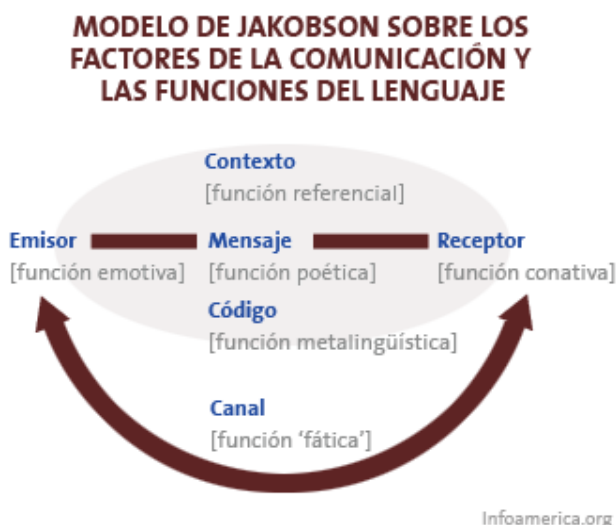 MODELO DE JAKOBSON SOBRE LOS
FACTORES DE LA COMUNICACIÓN Y
LAS FUNCIONES DEL LENGUAJE
Contexto
[función referencial]
Emisor
[función emotiva]
Mensaje
[función poética]
Receptor
[función conativa]
Código
[función metalingüística]
Canal
[función ‘fática’]
Infoamerica.org